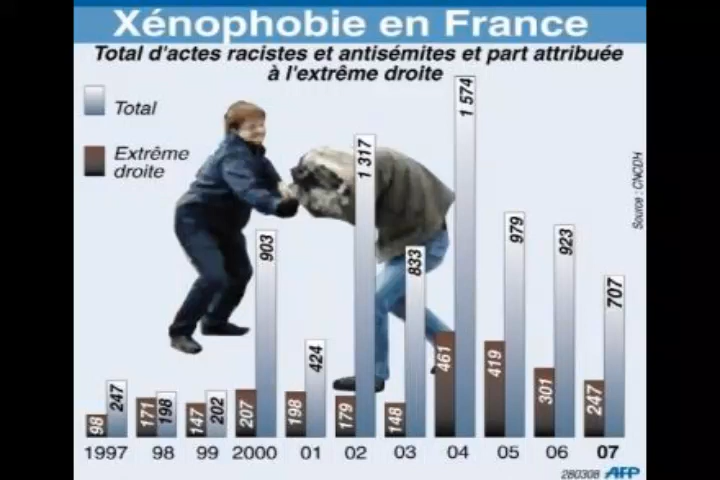 Xénophobie en France
Total d'actes racistes et antisémites et part attribuée
à l'extrême droite
Total
Extrême
droite
Source : CNCDH
98 247 171 198 147 202 207 903 198 424 179 1 317 148 833 461 1 574 419 979 301 923 247 707
1997 98 99 2000 01 02 03 04 05 06 07
280308 AFP